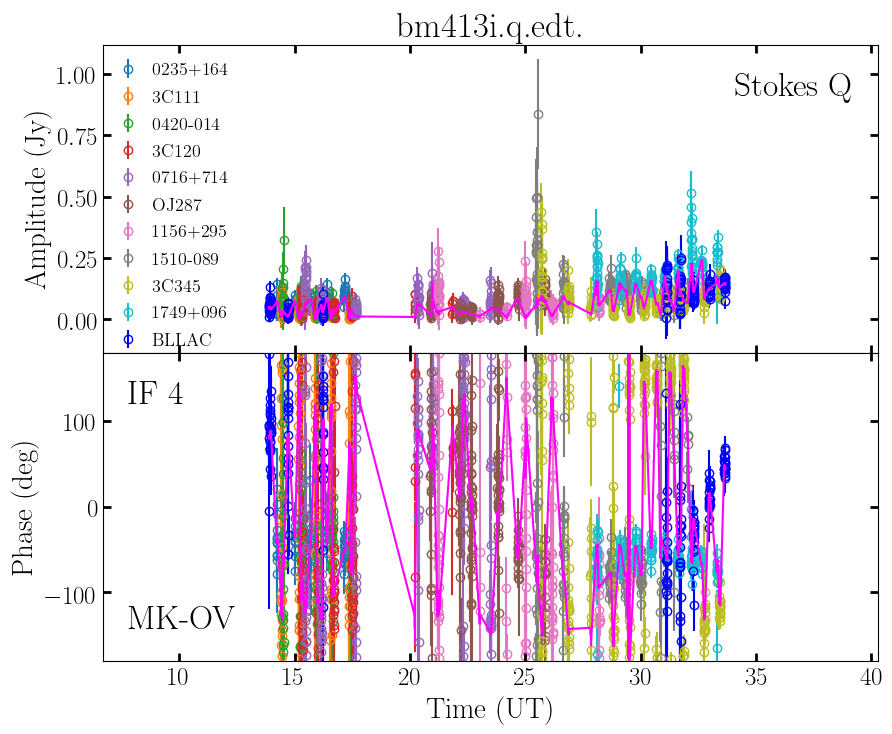 bm413i.q.edt.
Stokes Q
Amplitude (Jy)
1.00
0.75
0.50
0.25
0.00
0235+164
3C111
0420-014
3C120
0716+714
OJ287
1156+295
1510-089
3C345
1749+096
BLLAC
IF 4
MK-OV
Phase (deg)
100
0
−100
10 15 20 25 30 35 40
Time (UT)